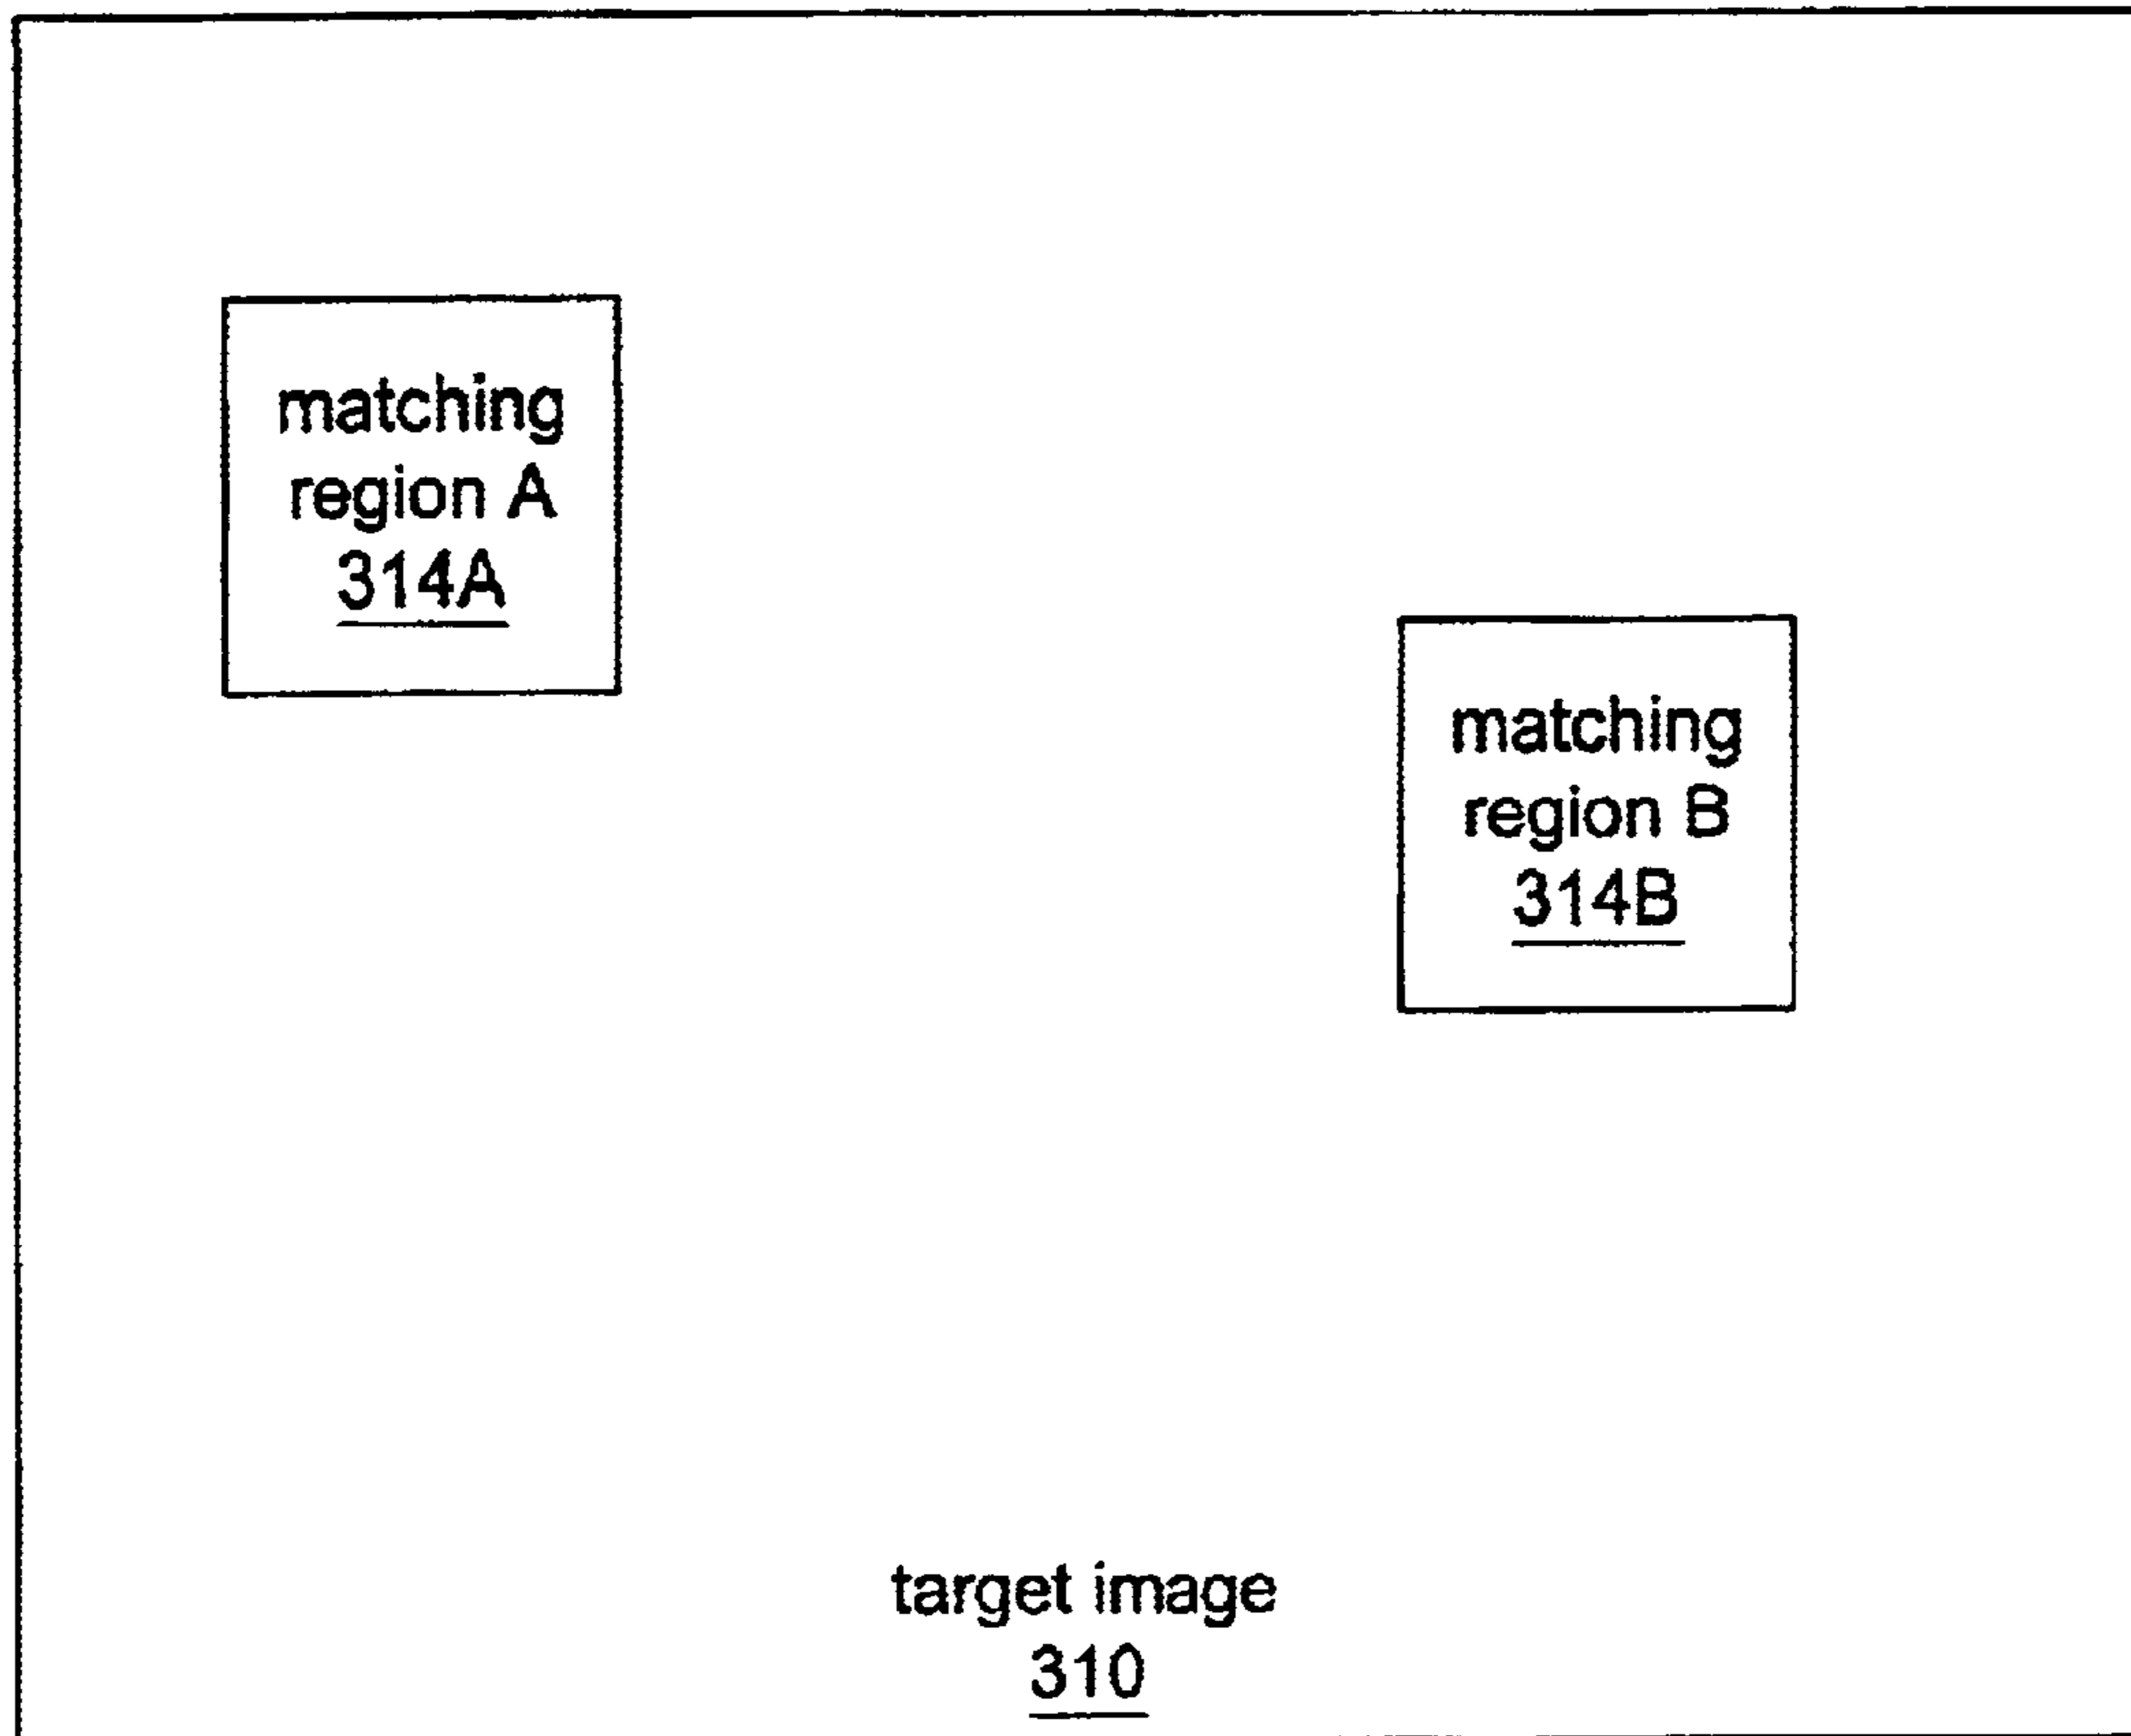 matching
region A
314A
matching
region B
314B
target image
310